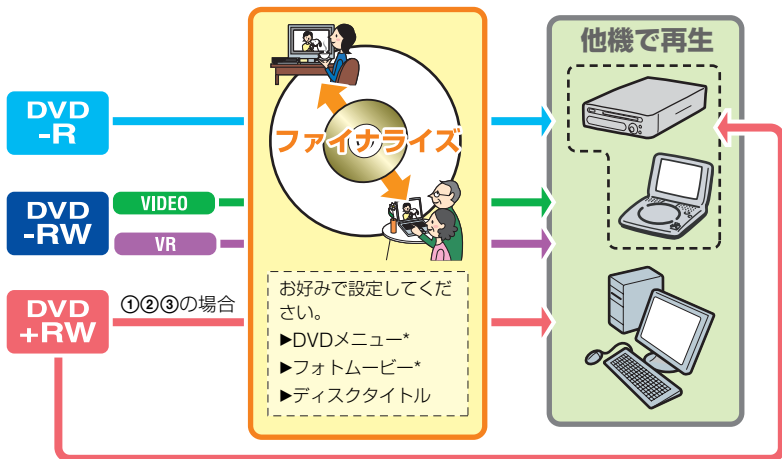 他機で再生
DVD
-R
ファイナライズ
DVD
-RW
VIDEO
VR
DVD
+RW
①②③の場合
お好みで設定してくだ
さい。
▶DVDメニュー*
▶フォトムービー*
▶ディスクタイトル